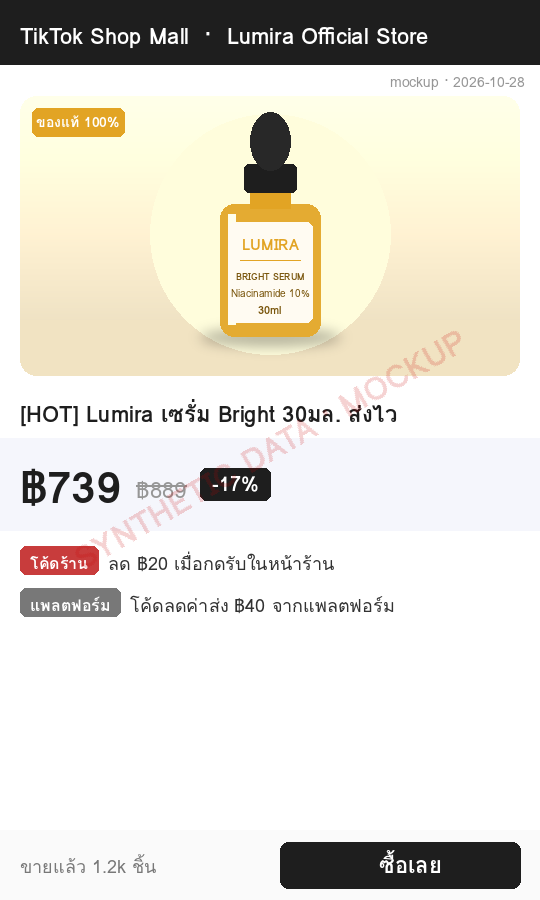 TikTok Shop Mall · Lumira Official Store
mockup · 2026-10-28
ของแท้ 100%
LUMIRA
BRIGHT SERUM
Niacinamide 10%
30ml
[HOT] Lumira เซรั่ม Bright 30มล. ส่งไว
฿739 ฿889 -17%
SYNTHETIC DATA · MOCKUP
โค้ดร้าน ลด ฿20 เมื่อกดรับในหน้าร้าน
แพลตฟอร์ม โค้ดลดค่าส่ง ฿40 จากแพลตฟอร์ม
ขายแล้ว 1.2k ชิ้น
ซื้อเลย